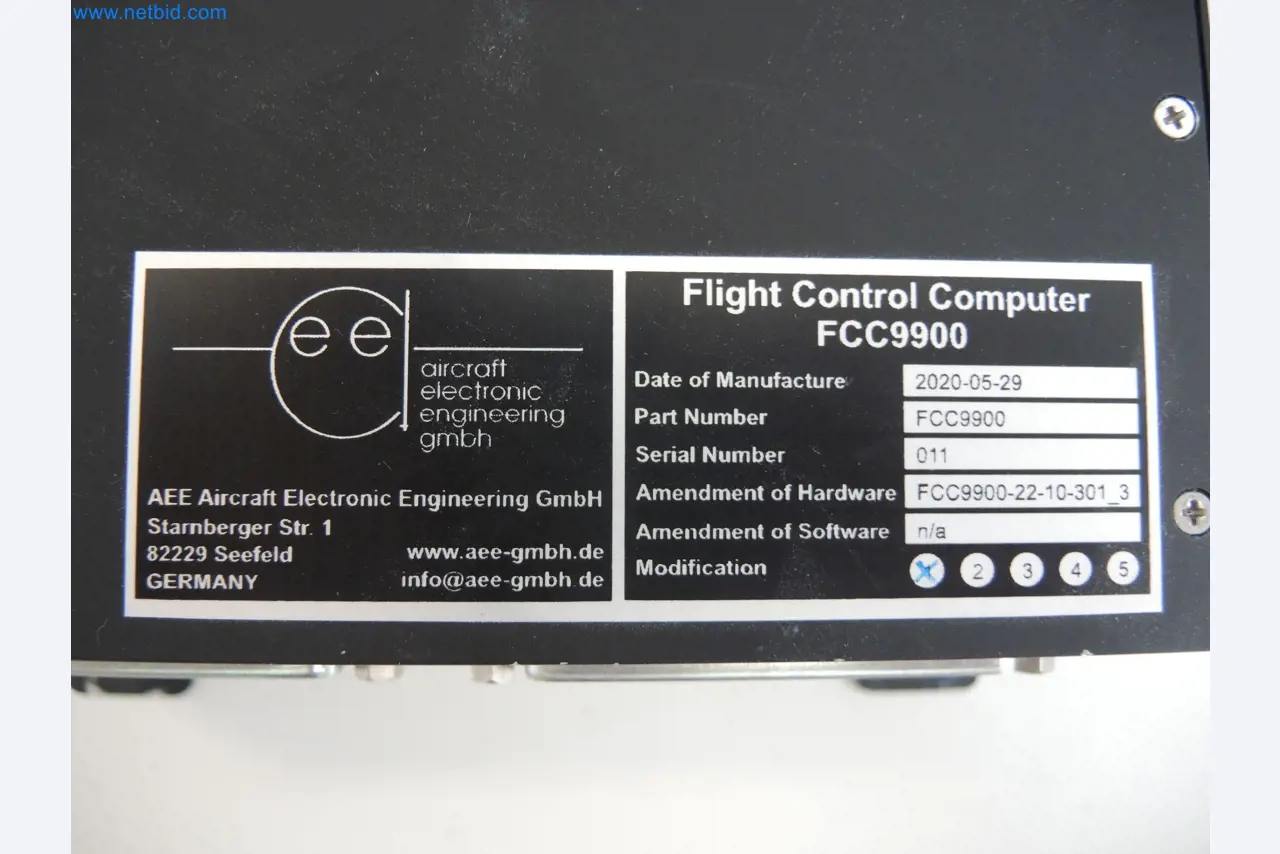 www.netbid.com
aee
aircraft
electronic
engineering
gmbh
AEE Aircraft Electronic Engineering GmbH
Starnberger Str. 1
82229 Seefeld www.aee-gmbh.de
GERMANY info@aee-gmbh.de
Flight Control Computer
FCC9900
Date of Manufacture 2020-05-29
Part Number FCC9900
Serial Number 011
Amendment of Hardware FCC9900-22-10-301_3
Amendment of Software n/a
Modification 2 3 4 5